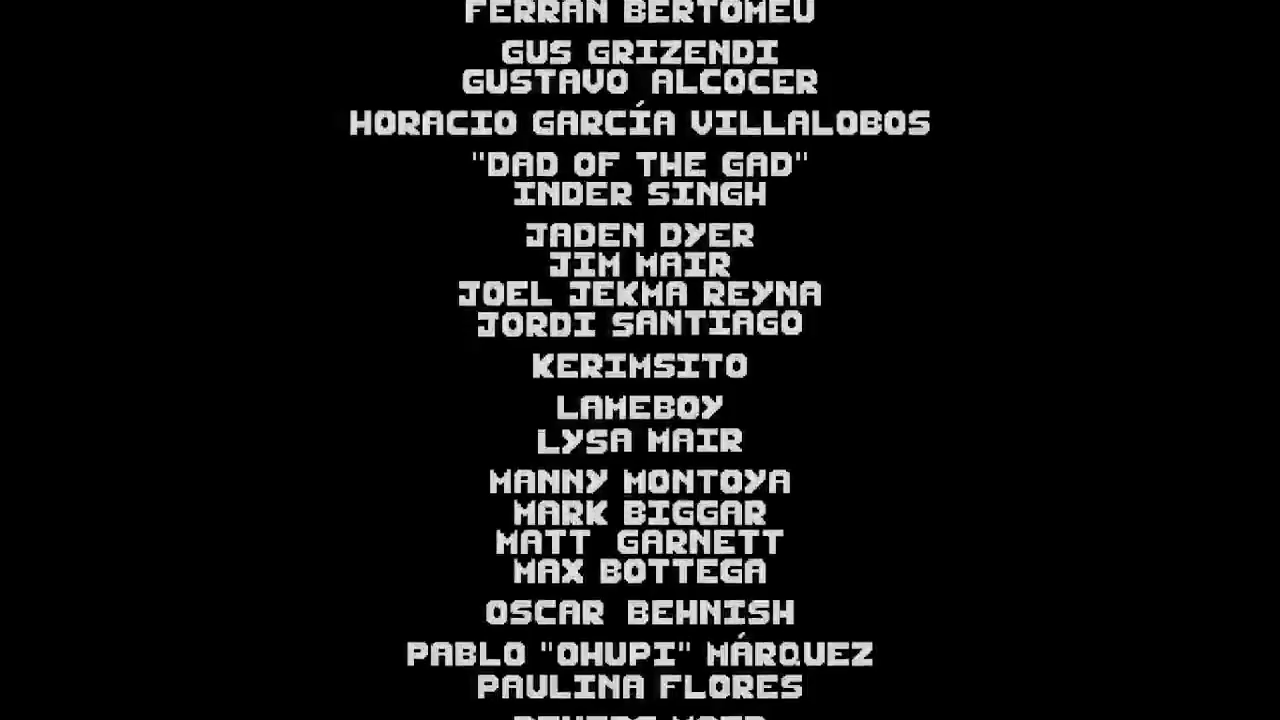 FERRAN BERTOMEU
GUS GRIZENDI
GUSTAVO ALCOCER
HORACIO GARCÍA VILLALOBOS
"DAD OF THE GAD"
INDER SINGH
JADEN DYER
JIM MAIR
JOEL JEKMA REYNA
JORDI SANTIAGO
KERIMSITO
LAMEBOY
LYSA MAIR
MANNY MONTOYA
MARK BIGGAR
MATT GARNETT
MAX BOTTEGA
OSCAR BEHNISH
PABLO "OHUPI" MÁRQUEZ
PAULINA FLORES